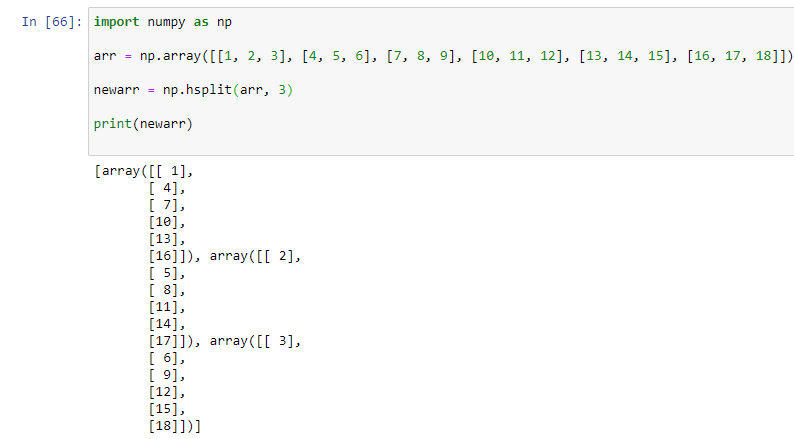 In [66]: import numpy as np
arr = np.array([[1, 2, 3], [4, 5, 6], [7, 8, 9], [10, 11, 12], [13, 14, 15], [16, 17, 18]])
newarr = np.hsplit(arr, 3)
print(newarr)
[array([[ 1],
[ 4],
[ 7],
[10],
[13],
[16]]), array([[ 2],
[ 5],
[ 8],
[11],
[14],
[17]]), array([[ 3],
[ 6],
[ 9],
[12],
[15],
[18]])]